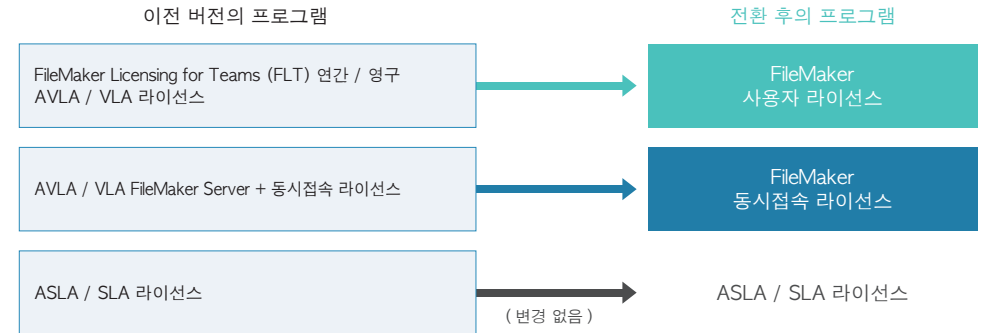 이전 버전의 프로그램
전환 후의 프로그램
FileMaker Licensing for Teams (FLT) 연간 / 영구
AVLA / VLA 라이선스
FileMaker
사용자 라이선스
AVLA / VLA FileMaker Server + 동시접속 라이선스
FileMaker
동시접속 라이선스
ASLA / SLA 라이선스
( 변경 없음 )
ASLA / SLA 라이선스